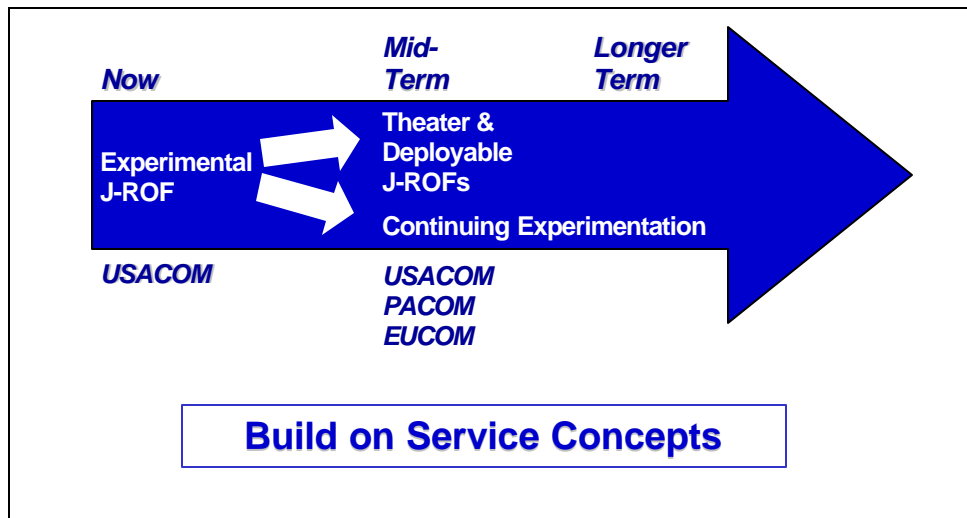 Now
Mid-
Term
Longer
Term
Experimental
J-ROF
Theater &
Deployable
J-ROFs
Continuing Experimentation
USACOM
USACOM
PACOM
EUCOM
Build on Service Concepts